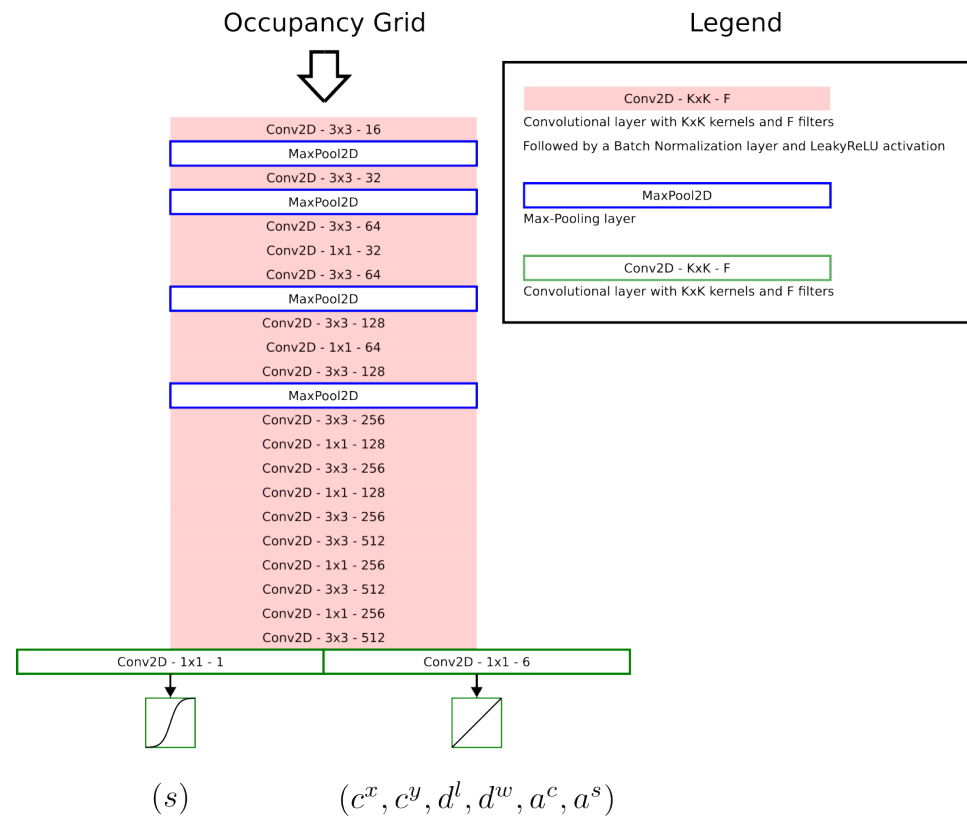 Occupancy Grid
Conv2D - 3x3 - 16
MaxPool2D
Conv2D - 3x3 - 32
MaxPool2D
Conv2D - 3x3 - 64
Conv2D - 1x1 - 32
Conv2D - 3x3 - 64
MaxPool2D
Conv2D - 3x3 - 128
Conv2D - 1x1 - 64
Conv2D - 3x3 - 128
MaxPool2D
Conv2D - 3x3 - 256
Conv2D - 1x1 - 128
Conv2D - 3x3 - 256
Conv2D - 1x1 - 128
Conv2D - 3x3 - 256
Conv2D - 3x3 - 512
Conv2D - 1x1 - 256
Conv2D - 3x3 - 512
Conv2D - 1x1 - 256
Conv2D - 3x3 - 512
Conv2D - 1x1 - 1
Conv2D - 1x1 - 6
(s)
(c^x, c^y, d^l, d^w, a^c, a^s)
Legend
Conv2D - KxK - F
Convolutional layer with KxK kernels and F filters
Followed by a Batch Normalization layer and LeakyReLU activation
MaxPool2D
Max-Pooling layer
Conv2D - KxK - F
Convolutional layer with KxK kernels and F filters